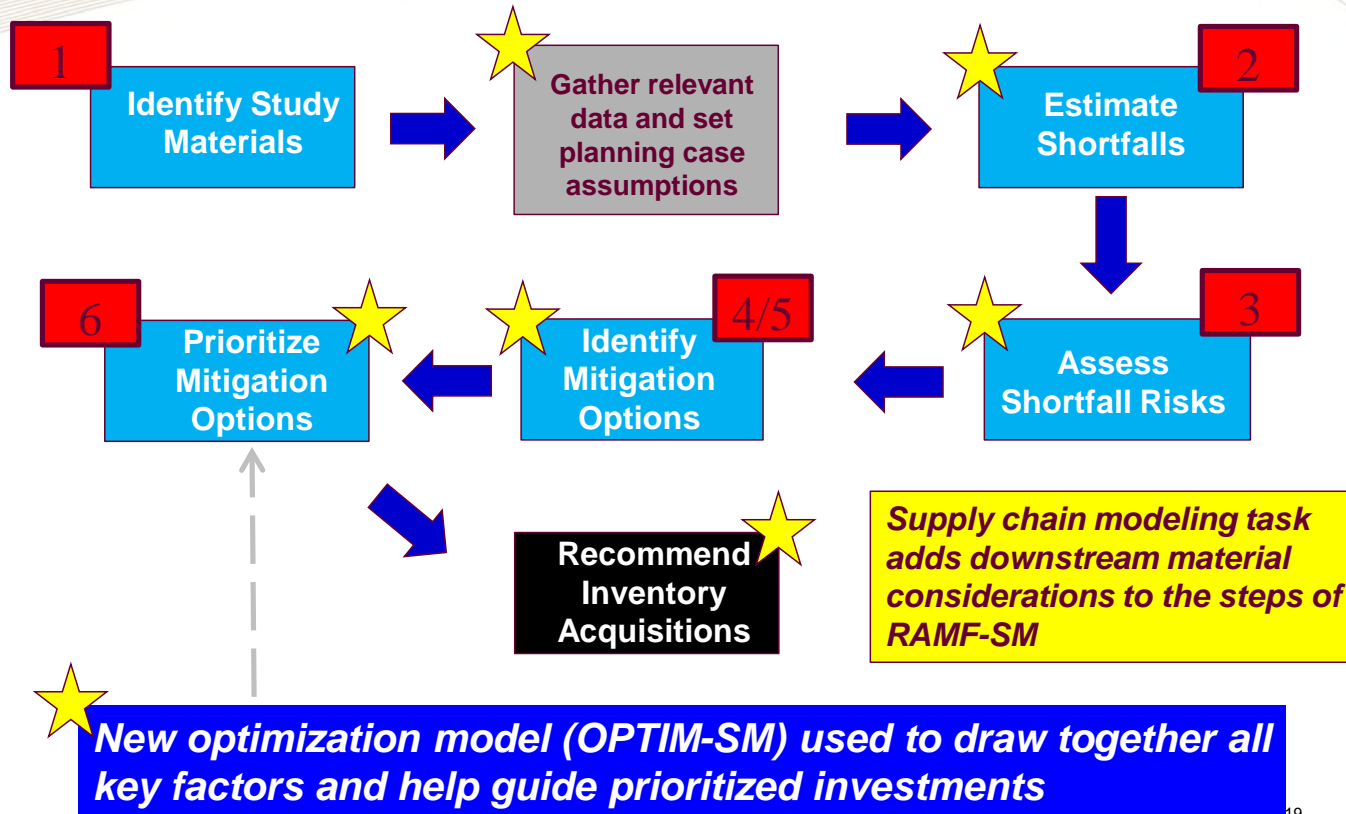 1
Identify Study
Materials
Gather relevant
data and set
planning case
assumptions
2
Estimate
Shortfalls
6
Prioritize
Mitigation
Options
4/5
Identify
Mitigation
Options
3
Assess
Shortfall Risks
Recommend
Inventory
Acquisitions
Supply chain modeling task
adds downstream material
considerations to the steps of
RAMF-SM
New optimization model (OPTIM-SM) used to draw together all
key factors and help guide prioritized investments
19